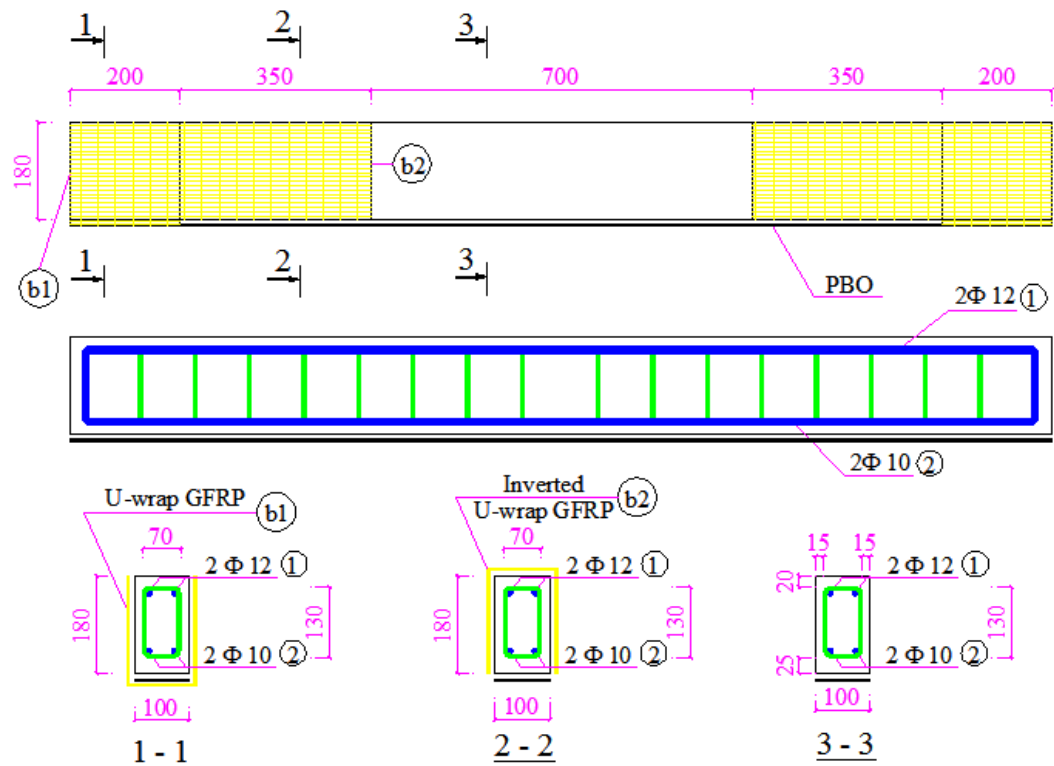 1 2 3
200 350 700 350 200
180
b2
b1
1 2 3
PBO
2Φ 12 1
2Φ 10 2
U-wrap GFRP b1
70
2 Φ 12 1
180
130
2 Φ 10 2
100
1 - 1
Inverted
U-wrap GFRP b2
70
2 Φ 12 1
180
130
2 Φ 10 2
100
2 - 2
15 15
20
2 Φ 12 1
130
25
2 Φ 10 2
100
3 - 3